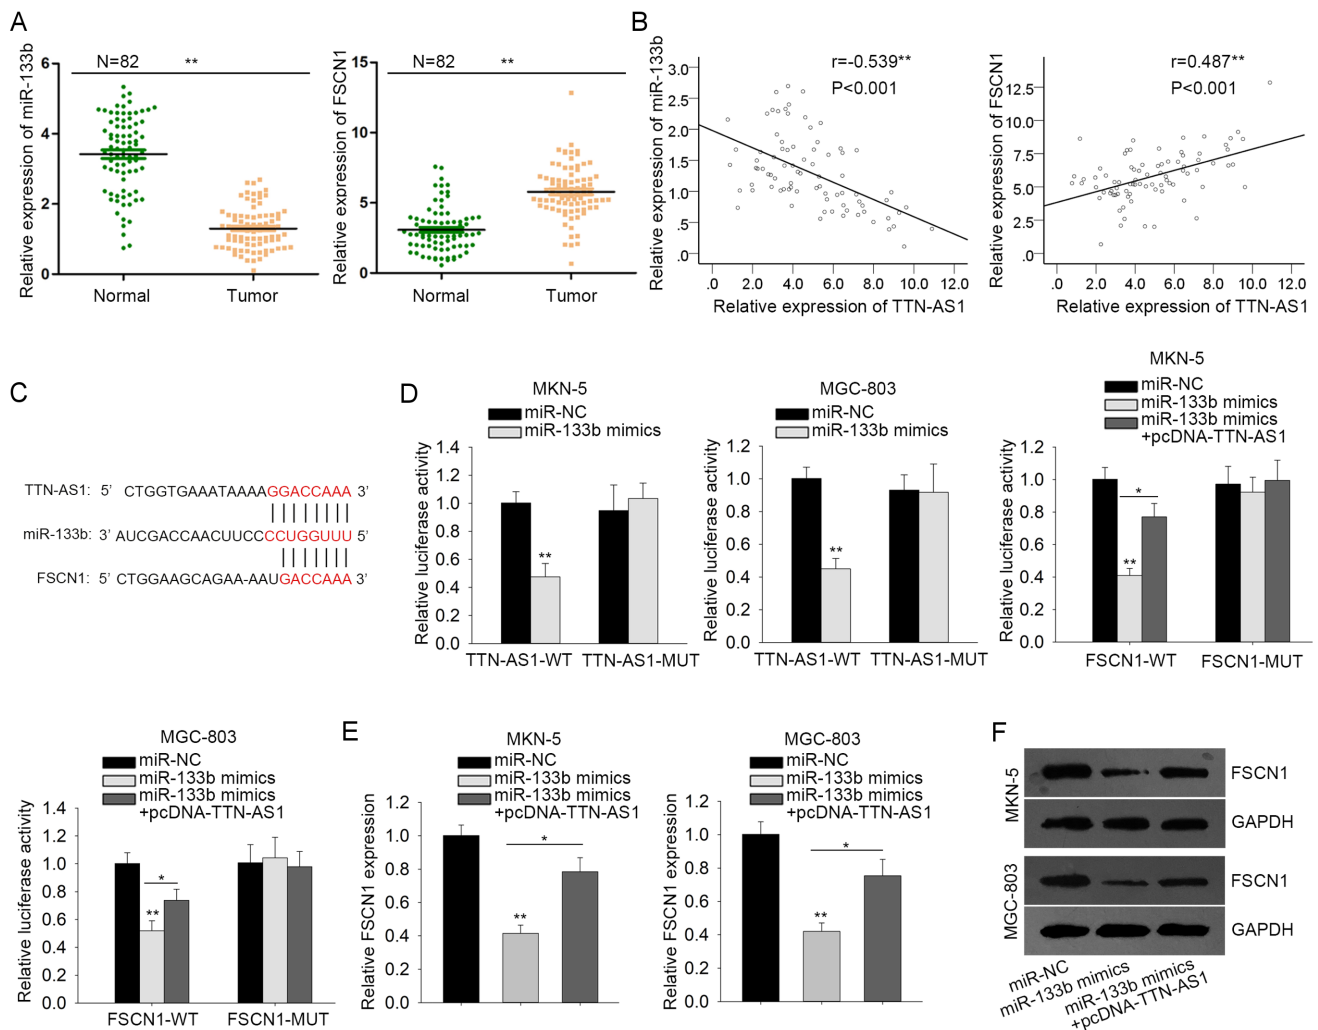 A
Relative expression of miR-133b
6
4
2
0
N=82 **
Normal Tumor
Relative expression of FSCN1
15
10
5
0
N=82 **
Normal Tumor
B
Relative expression of miR-133b
3.0
2.5
2.0
1.5
1.0
.5
.0
r=-0.539**
P<0.001
.0 2.0 4.0 6.0 8.0 10.0 12.0
Relative expression of TTN-AS1
Relative expression of FSCN1
12.5
10.0
7.5
5.0
2.5
.0
r=0.487**
P<0.001
.0 2.0 4.0 6.0 8.0 10.0 12.0
Relative expression of TTN-AS1
C
TTN-AS1: 5' CTGGTGAAATAAAAGGACCAAA 3'
miR-133b: 3' AUCGACCAACUUCCCCUGGUUU 5'
FSCN1: 5' CTGGAAGCAGAA-AAUGACCAAA 3'
D
MKN-5
miR-NC
miR-133b mimics
Relative luciferase activity
1.4
1.2
1.0
0.8
0.6
0.4
0.2
0.0
**
TTN-AS1-WT TTN-AS1-MUT
MGC-803
miR-NC
miR-133b mimics
Relative luciferase activity
1.2
1.0
0.8
0.6
0.4
0.2
0.0
**
TTN-AS1-WT TTN-AS1-MUT
MKN-5
miR-NC
miR-133b mimics
miR-133b mimics
+pcDNA-TTN-AS1
Relative luciferase activity
1.2
1.0
0.8
0.6
0.4
0.2
0.0
*
**
FSCN1-WT FSCN1-MUT
MGC-803
miR-NC
miR-133b mimics
miR-133b mimics
+pcDNA-TTN-AS1
Relative luciferase activity
1.4
1.2
1.0
0.8
0.6
0.4
0.2
0.0
*
**
FSCN1-WT FSCN1-MUT
E
MKN-5
miR-NC
miR-133b mimics
miR-133b mimics
+pcDNA-TTN-AS1
Relative FSCN1 expression
1.2
1.0
0.8
0.6
0.4
0.2
0.0
*
**
MGC-803
miR-NC
miR-133b mimics
miR-133b mimics
+pcDNA-TTN-AS1
Relative FSCN1 expression
1.2
1.0
0.8
0.6
0.4
0.2
0.0
*
**
F
MKN-5
FSCN1
GAPDH
MGC-803
FSCN1
GAPDH
miR-NC
miR-133b mimics
miR-133b mimics
+pcDNA-TTN-AS1